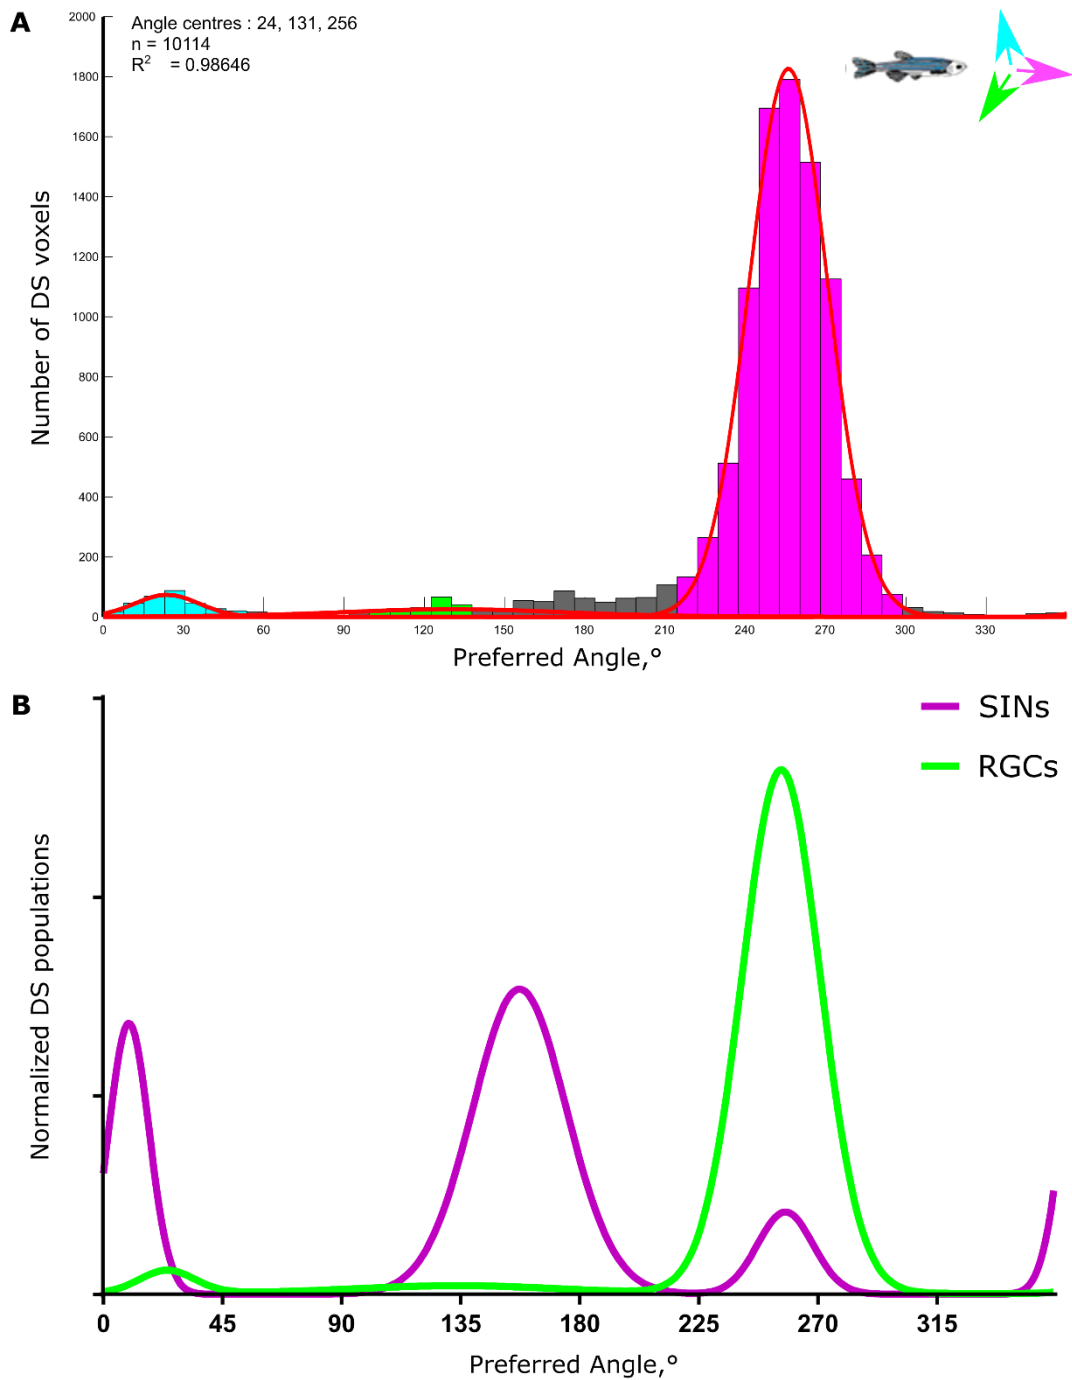 A
Angle centres : 24, 131, 256
n = 10114
R² = 0.98646
2000
1800
1600
1400
1200
1000
800
600
400
200
0
Number of DS voxels
0 30 60 90 120 150 180 210 240 270 300 330
Preferred Angle,°
B
SINs
RGCs
Normalized DS populations
0 45 90 135 180 225 270 315
Preferred Angle,°